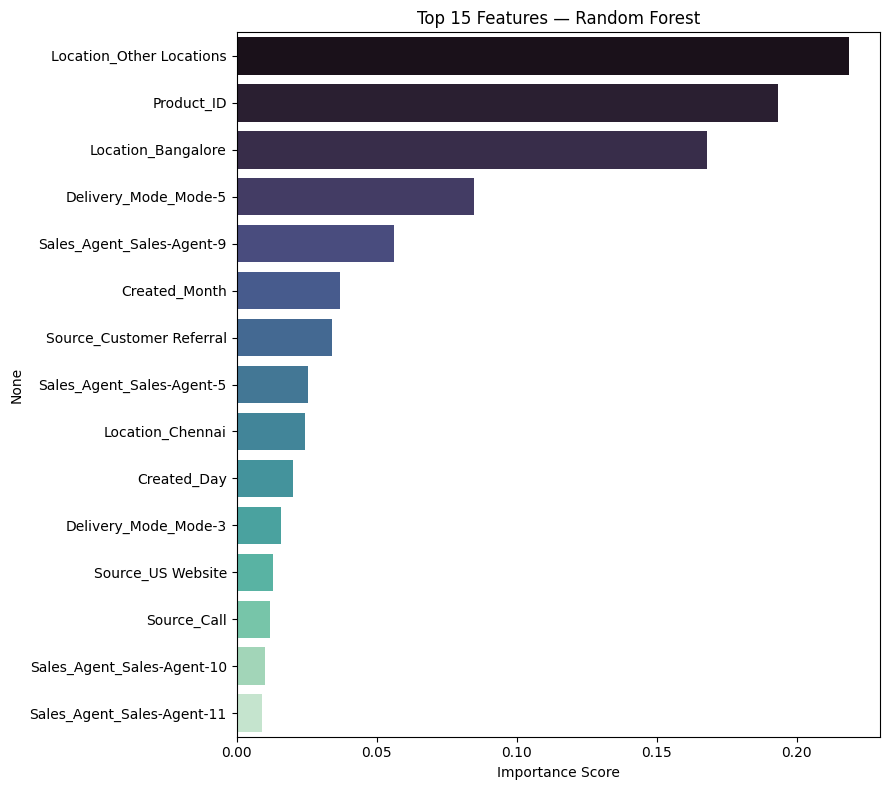 Top 15 Features — Random Forest
Location_Other Locations
Product_ID
Location_Bangalore
Delivery_Mode_Mode-5
Sales_Agent_Sales-Agent-9
Created_Month
Source_Customer Referral
Sales_Agent_Sales-Agent-5
Location_Chennai
Created_Day
Delivery_Mode_Mode-3
Source_US Website
Source_Call
Sales_Agent_Sales-Agent-10
Sales_Agent_Sales-Agent-11
None
0.00 0.05 0.10 0.15 0.20
Importance Score